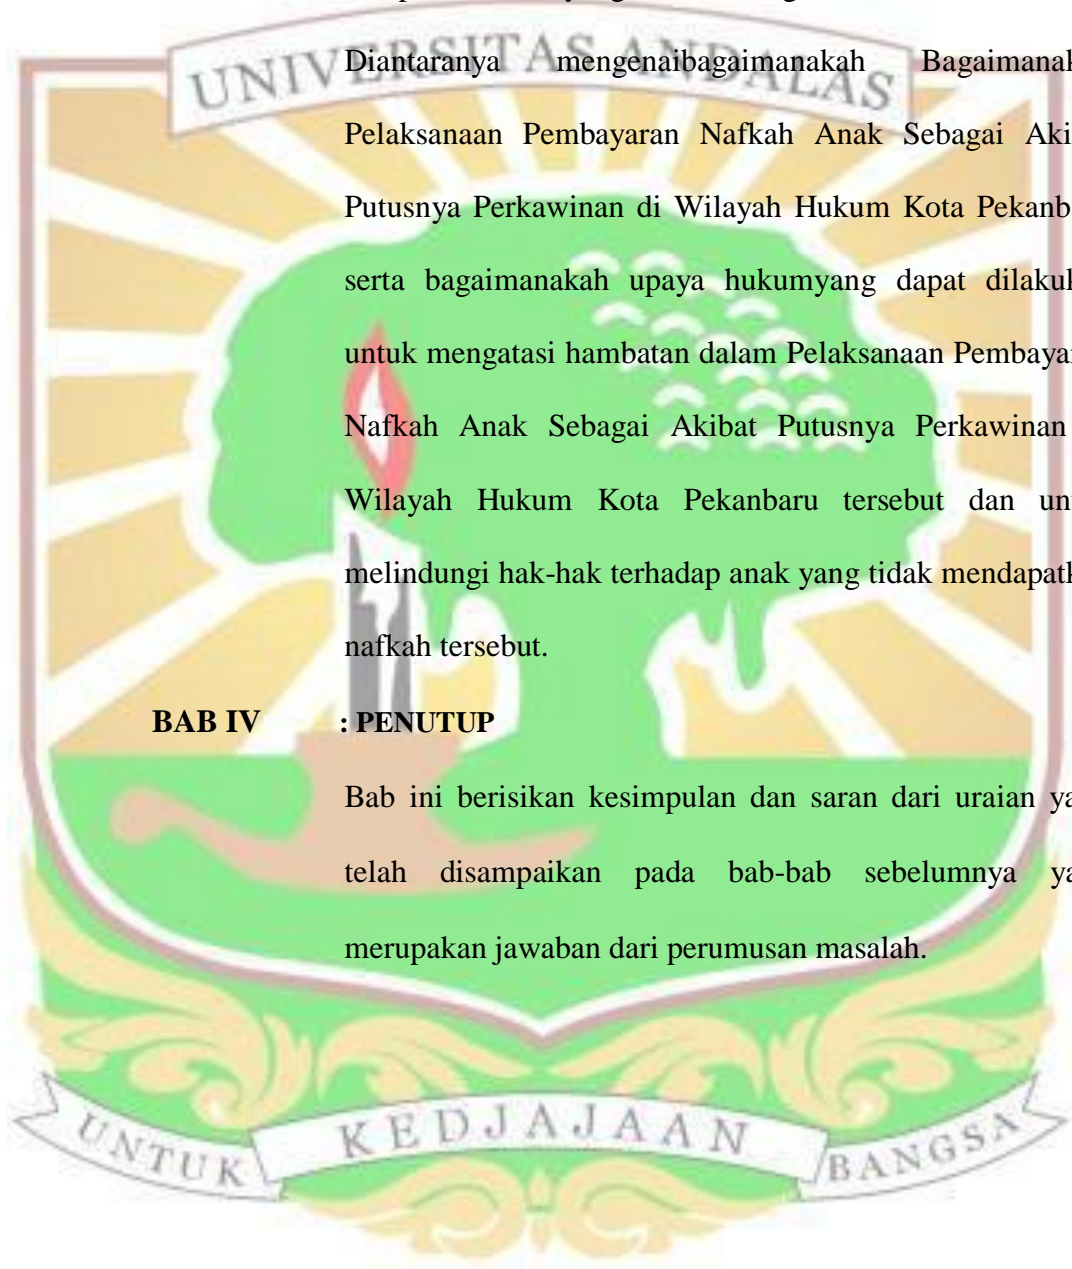 UNIVERSITAS ANDALAS
Diantaranya mengenaibagaimanakah Bagaimanak
Pelaksanaan Pembayaran Nafkah Anak Sebagai Aki
Putusnya Perkawinan di Wilayah Hukum Kota Pekanb
serta bagaimanakah upaya hukumyang dapat dilakuk
untuk mengatasi hambatan dalam Pelaksanaan Pembayar
Nafkah Anak Sebagai Akibat Putusnya Perkawinan
Wilayah Hukum Kota Pekanbaru tersebut dan unt
melindungi hak-hak terhadap anak yang tidak mendapatk
nafkah tersebut.
BAB IV : PENUTUP
Bab ini berisikan kesimpulan dan saran dari uraian ya
telah disampaikan pada bab-bab sebelumnya ya
merupakan jawaban dari perumusan masalah.
UNTUK KEDJAJAAN BANGSA